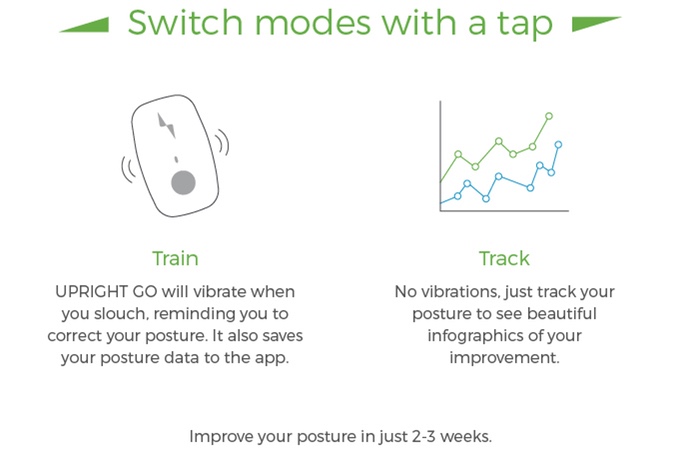 Switch modes with a tap
Train
UPRIGHT GO will vibrate when
you slouch, reminding you to
correct your posture. It also saves
your posture data to the app.
Track
No vibrations, just track your
posture to see beautiful
infographics of your
improvement.
Improve your posture in just 2-3 weeks.